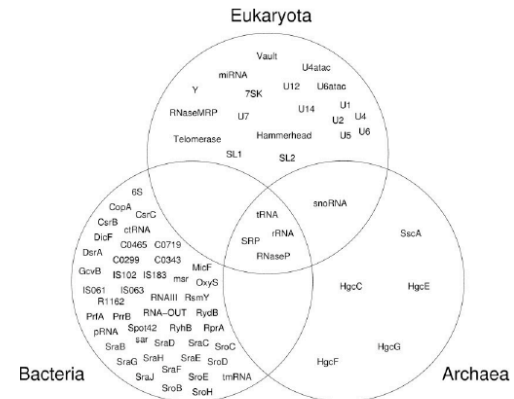 Eukaryota
Vault
U4atac
miRNA
Y 7SK U12 U6atac
RNaseMRP U7 U14 U1
U2 U4
Telomerase Hammerhead U5 U6
SL1 SL2
6S
CopA
CsrB CsrC
DicF ctRNA
C0465 C0719
DsrA
C0299 C0343
GcvB IS102 IS183 msr MicF
OxyS
IS061 IS063
R1162 RNAIII RsmY
PrfA PrrB RNA-OUT RydB
pRNA Spot42 RyhB RprA
sar
SraB SraD SraC SroC
SraG SraH SraE SroD
SraF
SraJ SroE tmRNA
SroB SroH
tRNA
rRNA
SRP
RNaseP
snoRNA
SscA
HgcC HgcE
HgcG
HgcF
Bacteria
Archaea